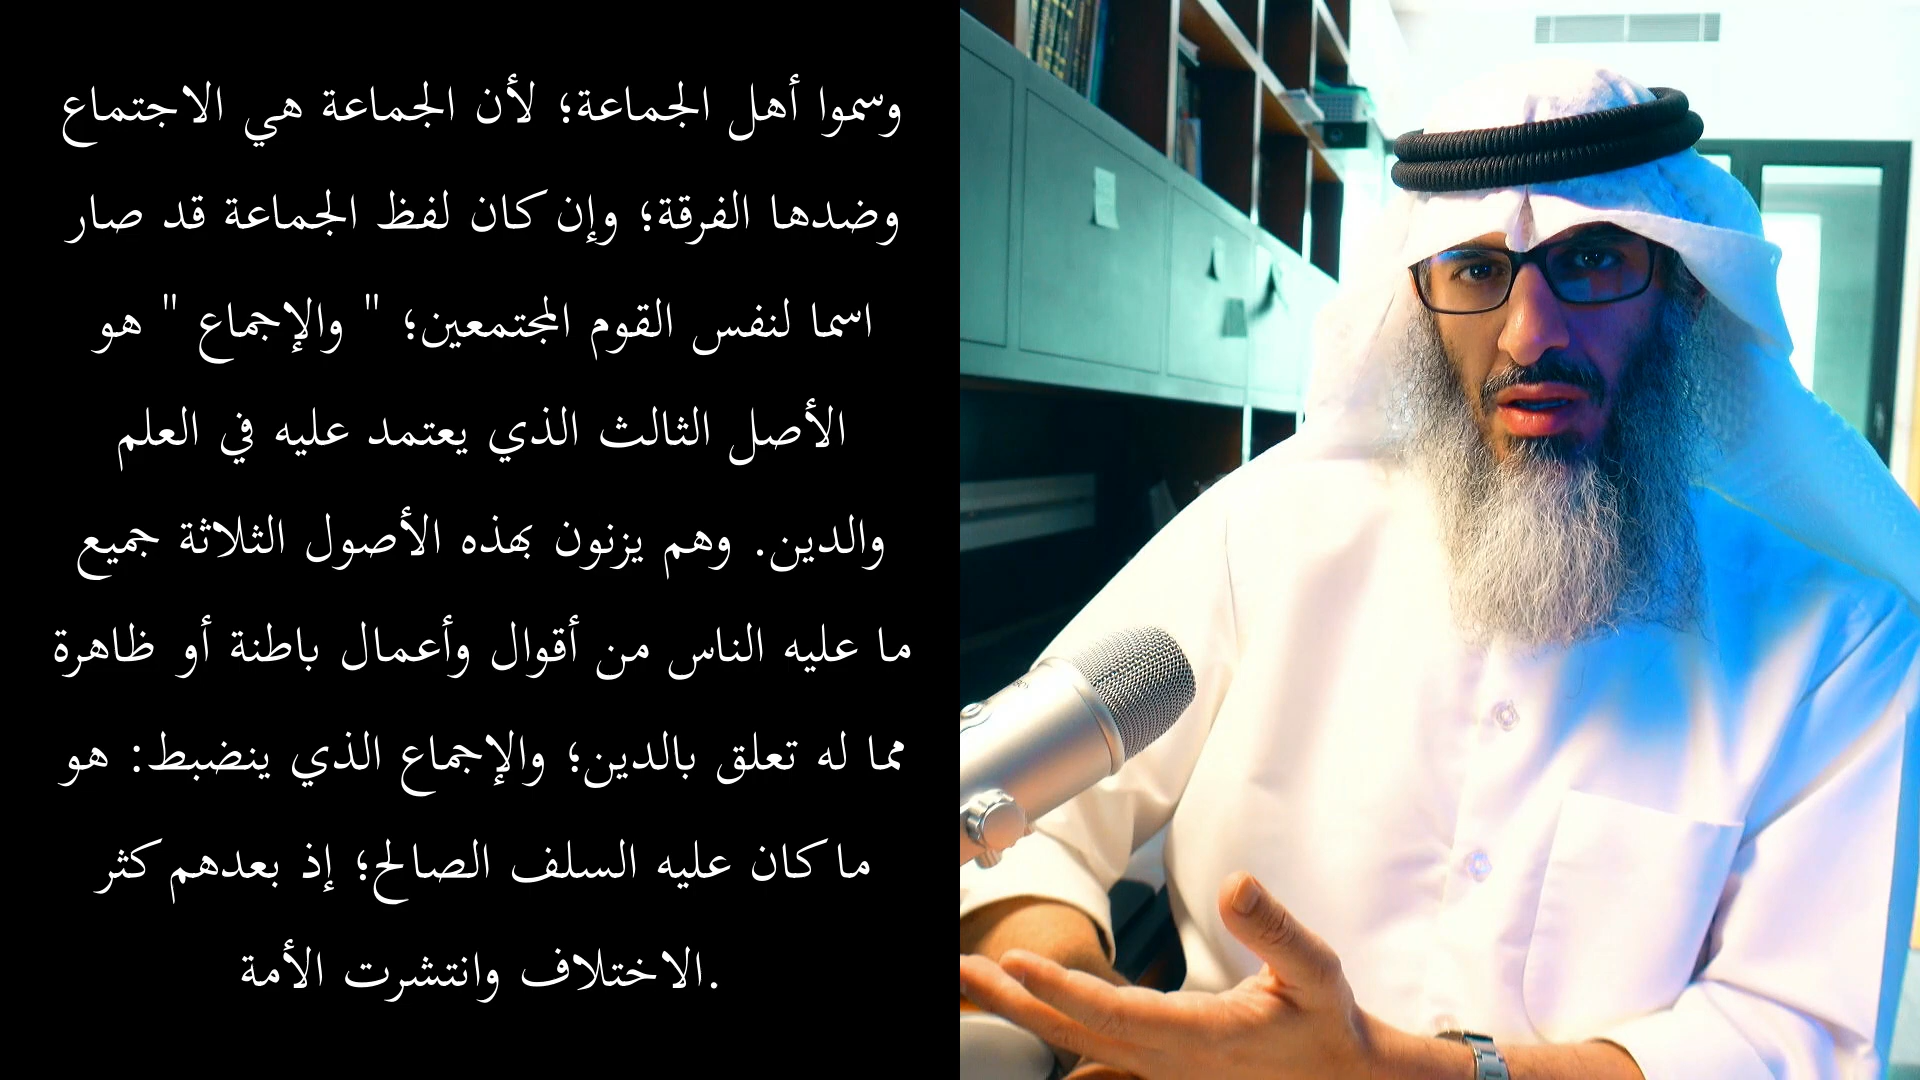 وسموا أهل الجماعة؛ لأن الجماعة هي الاجتماع
وضدها الفرقة؛ وإن كان لفظ الجماعة قد صار
اسما لنفس القوم المجتمعين؛ " والإجماع " هو
الأصل الثالث الذي يعتمد عليه في العلم
والدين. وهم يزنون بهذه الأصول الثلاثة جميع
ما عليه الناس من أقوال وأعمال باطنة أو ظاهرة
مما له تعلق بالدين؛ والإجماع الذي ينضبط: هو
ما كان عليه السلف الصالح؛ إذ بعدهم كثر
.الاختلاف وانتشرت الأمة